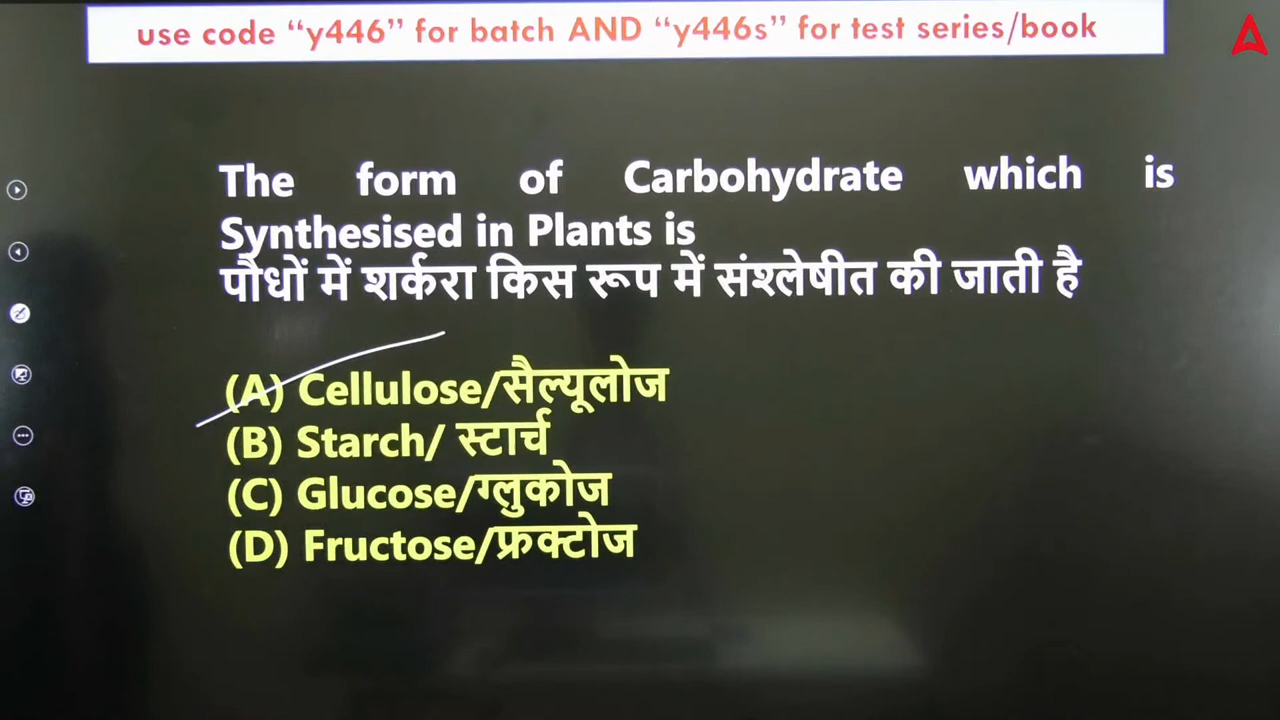 use code “y446” for batch AND “y446s” for test series/book
The form of Carbohydrate which is
Synthesised in Plants is
पौधों में शर्करा किस रूप में संश्लेषीत की जाती है
(A) Cellulose/सैल्यूलोज
(B) Starch/ स्टार्च
(C) Glucose/ग्लुकोज
(D) Fructose/फ्रक्टोज